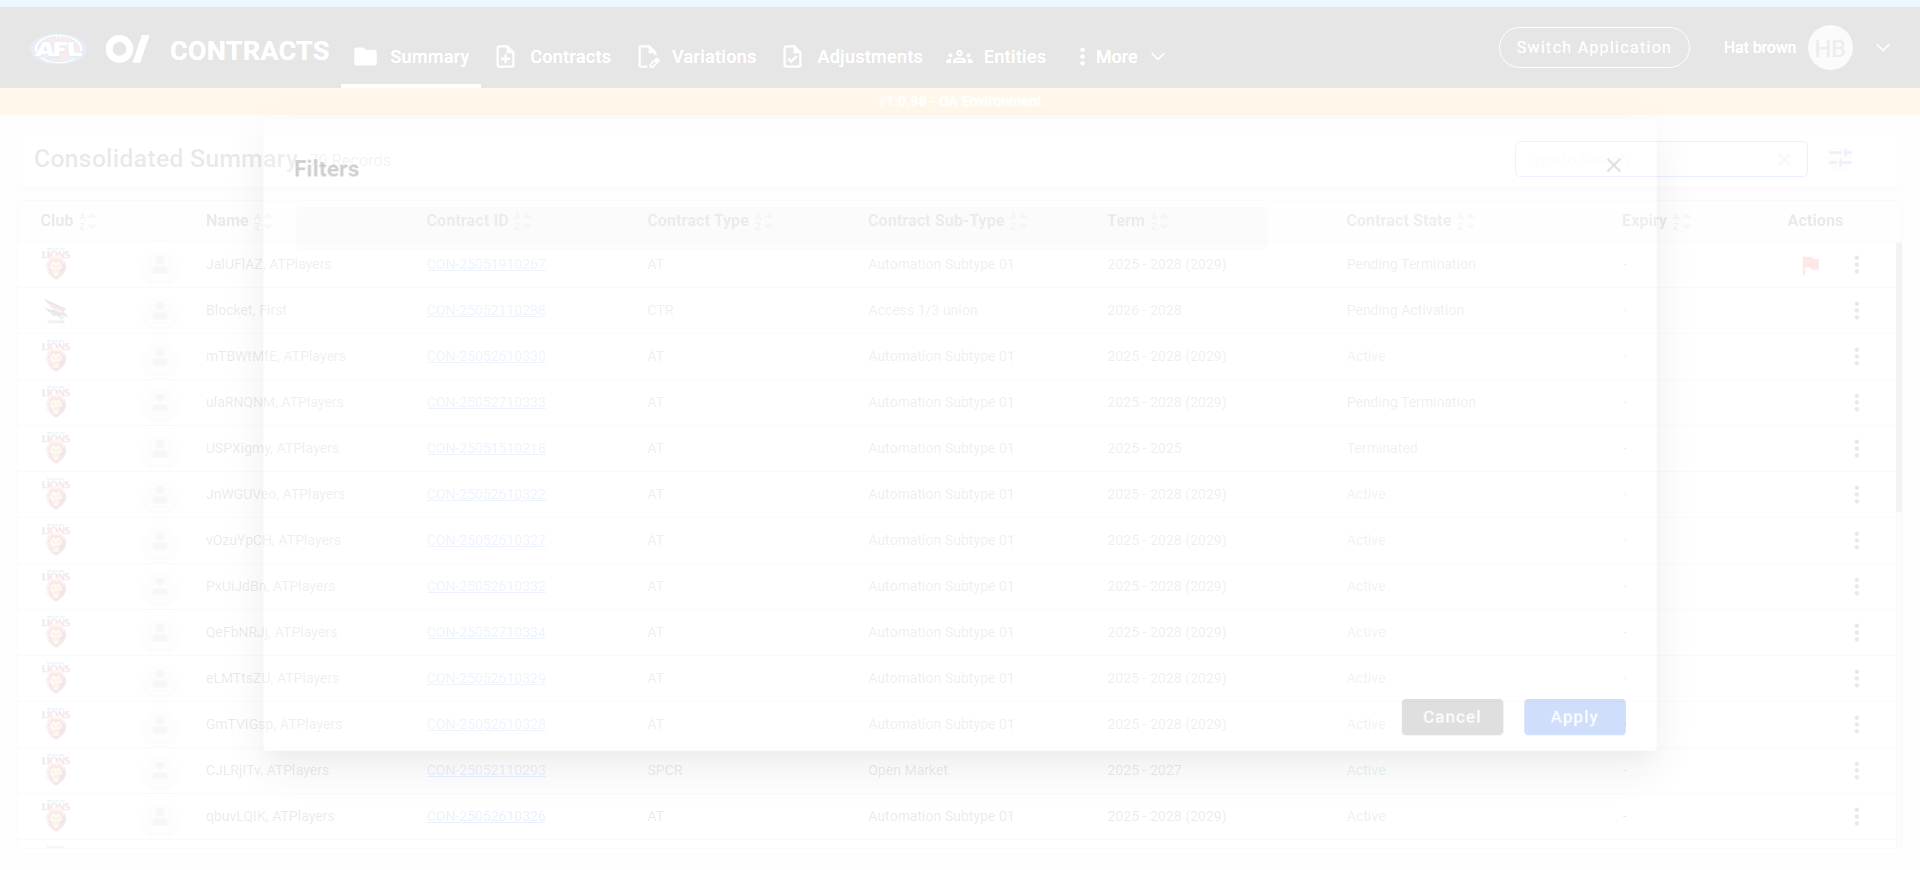 AFL CONTRACTS Summary Contracts Variations Adjustments Entities More Switch Application Hat brown HB
v1.0.98 - QA Environment
Consolidated Summary Records
Filters
Club Name Contract ID Contract Type Contract Sub-Type Term Contract State Expiry Actions
LIONS JalUFIAZ, ATPlayers CON-25051910267 AT Automation Subtype 01 2025 - 2028 (2029) Pending Termination -
Blocket, First CON-25052110288 CTR Access 1/3 union 2026 - 2028 Pending Activation -
LIONS mTBWtMfE, ATPlayers CON-25052610330 AT Automation Subtype 01 2025 - 2028 (2029) Active -
LIONS ulaRNQNM, ATPlayers CON-25052710333 AT Automation Subtype 01 2025 - 2028 (2029) Pending Termination -
LIONS USPXigmy, ATPlayers CON-25051510218 AT Automation Subtype 01 2025 - 2025 Terminated -
LIONS JnWGUVeo, ATPlayers CON-25052610322 AT Automation Subtype 01 2025 - 2028 (2029) Active -
LIONS vOzuYpCH, ATPlayers CON-25052610327 AT Automation Subtype 01 2025 - 2028 (2029) Active -
LIONS PxUiJdBn, ATPlayers CON-25052610332 AT Automation Subtype 01 2025 - 2028 (2029) Active -
LIONS QeFbNRJj, ATPlayers CON-25052710334 AT Automation Subtype 01 2025 - 2028 (2029) Active -
LIONS eLMTtsZU, ATPlayers CON-25052610329 AT Automation Subtype 01 2025 - 2028 (2029) Active -
LIONS GmTVIGsp, ATPlayers CON-25052610328 AT Automation Subtype 01 2025 - 2028 (2029) Active -
Cancel Apply
LIONS CJLRjITv, ATPlayers CON-25052110293 SPCR Open Market 2025 - 2027 Active -
LIONS qbuvLQIK, ATPlayers CON-25052610326 AT Automation Subtype 01 2025 - 2028 (2029) Active -